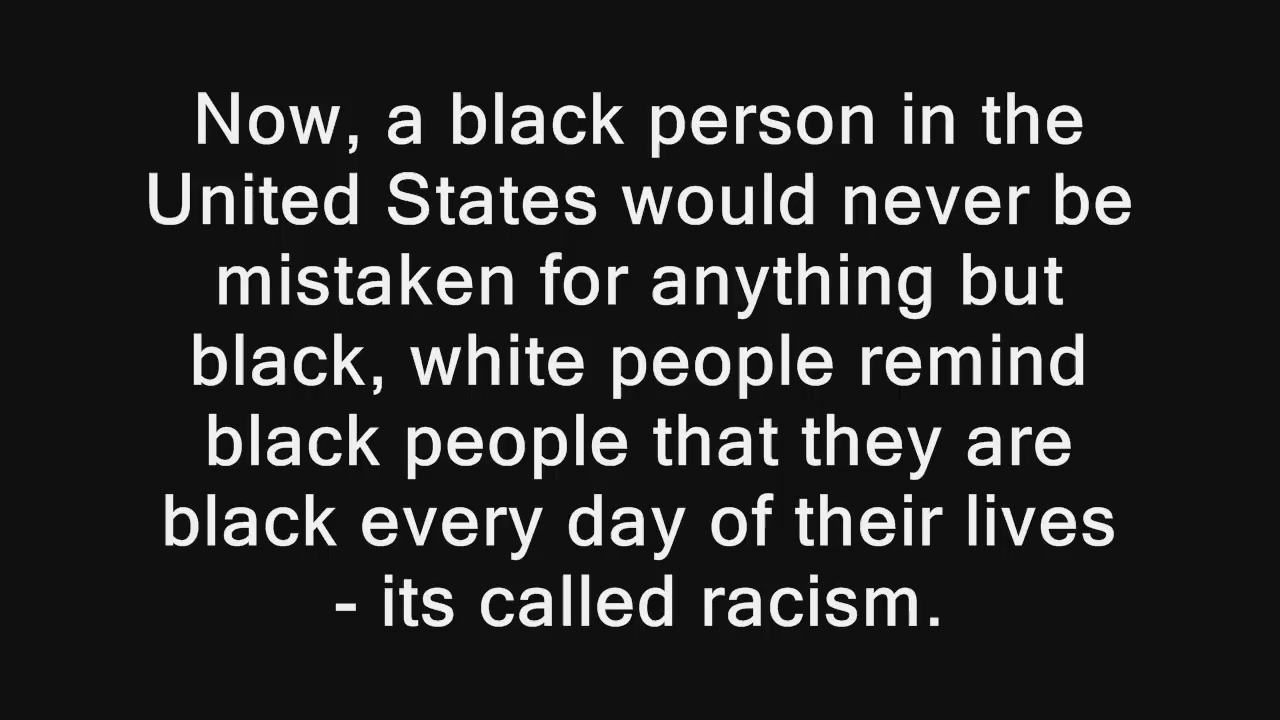 Now, a black person in the
United States would never be
mistaken for anything but
black, white people remind
black people that they are
black every day of their lives
- its called racism.